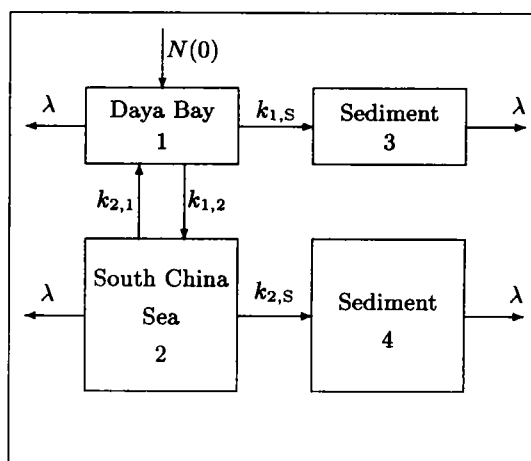 N(0)
λ
Daya Bay
1
k₁,S
Sediment
3
λ
k₂,₁
k₁,₂
λ
South China
Sea
2
k₂,S
Sediment
4
λ